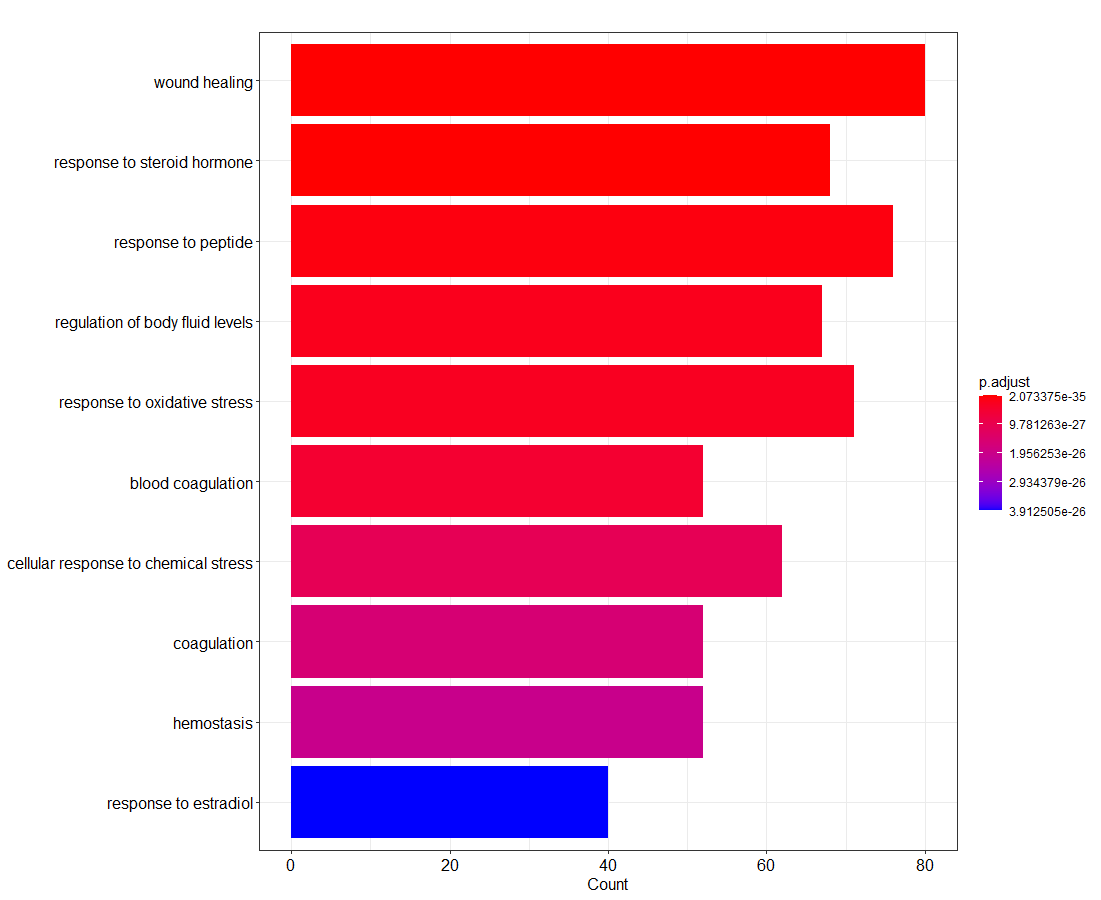 wound healing
response to steroid hormone
response to peptide
regulation of body fluid levels
response to oxidative stress
blood coagulation
cellular response to chemical stress
coagulation
hemostasis
response to estradiol
0 20 40 60 80
Count
p.adjust
2.073375e-35
9.781263e-27
1.956253e-26
2.934379e-26
3.912505e-26